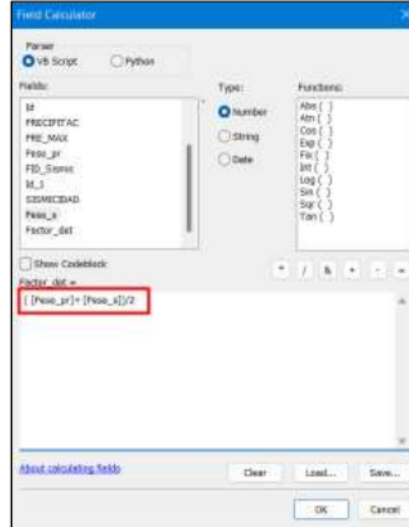 Field Calculator
Parser
VB Script
Python
Fields:
Type:
Functions:
Id
PRECIPITAC
PRE_MAX
Peso_pr
FID_Sismic
Id_1
SISMICIDAD
Peso_s
Factor_det
Number
String
Date
Abs ( )
Atn ( )
Cos ( )
Exp ( )
Fix ( )
Int ( )
Log ( )
Sin ( )
Sqr ( )
Tan ( )
Show Codeblock
* / & + - =
Factor_det =
( [Peso_pr]+ [Peso_s])/2
About calculating fields
Clear
Load...
Save...
OK
Cancel